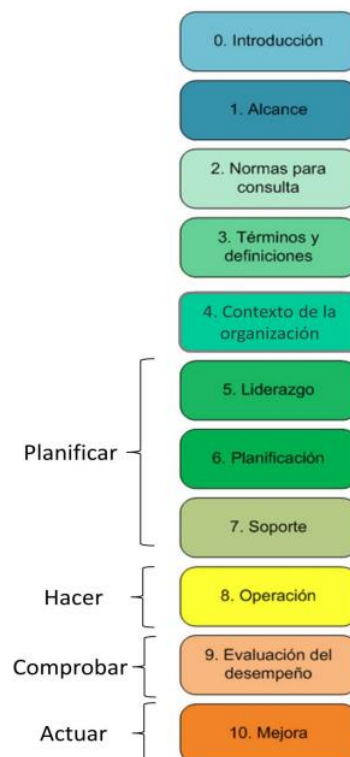 0. Introducción
1. Alcance
2. Normas para
consulta
3. Términos y
definiciones
4. Contexto de la
organización
Planificar
5. Liderazgo
6. Planificación
7. Soporte
Hacer
8. Operación
Comprobar
9. Evaluación del
desempeño
Actuar
10. Mejora